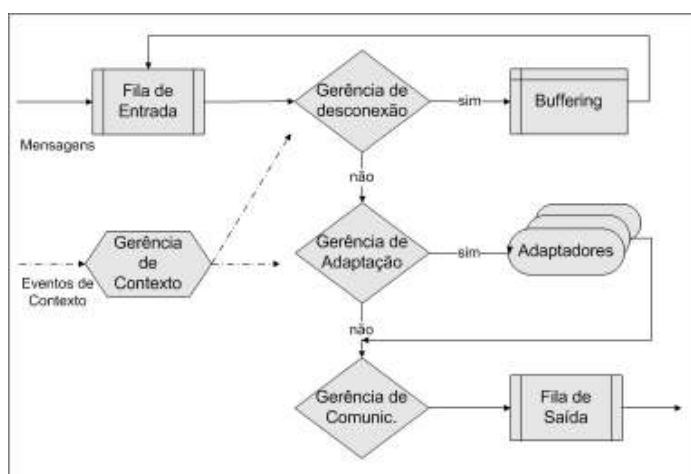 Fila de
Entrada
Mensagens
Gerência de
desconexão
sim
Buffering
não
Gerência
de
Contexto
Eventos de
Contexto
Gerência de
Adaptação
sim
Adaptadores
não
Gerência de
Comunic.
Fila de
Saída